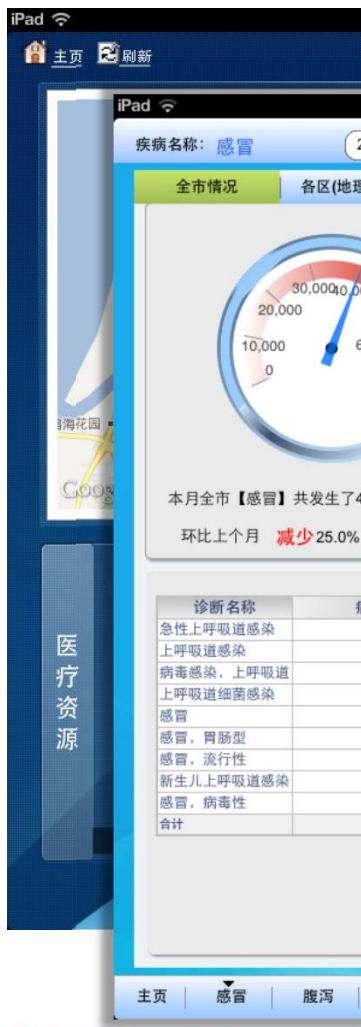 iPad
主页 刷新
iPad
疾病名称: 感冒
全市情况 各区(地理
30,000
20,000
10,000
0
海花园
本月全市【感冒】共发生了4
环比上个月 减少25.0%
医疗资源
诊断名称
急性上呼吸道感染
上呼吸道感染
病毒感染，上呼吸道
上呼吸道细菌感染
感冒
感冒，胃肠型
感冒，流行性
新生儿上呼吸道感染
感冒，病毒性
合计
主页 感冒 腹泻